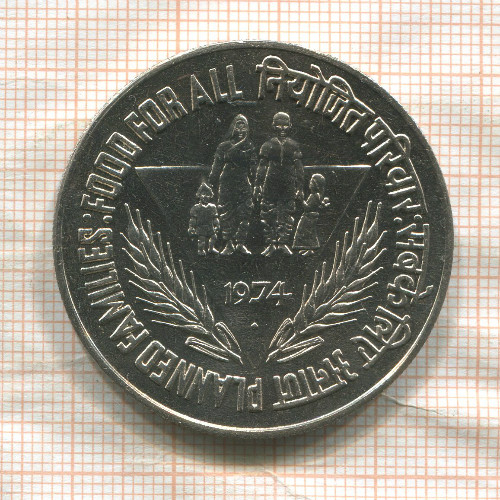 PLANNED FAMILIES: FOOD FOR ALL
नियोजित परिवार: सबके लिए अनाज
1974